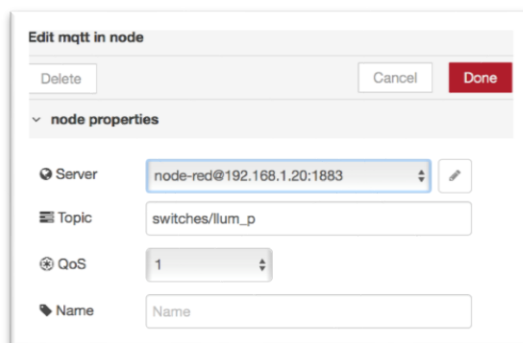 Edit mqtt in node
Delete Cancel Done
node properties
Server node-red@192.168.1.20:1883
Topic switches/llum_p
QoS 1
Name Name